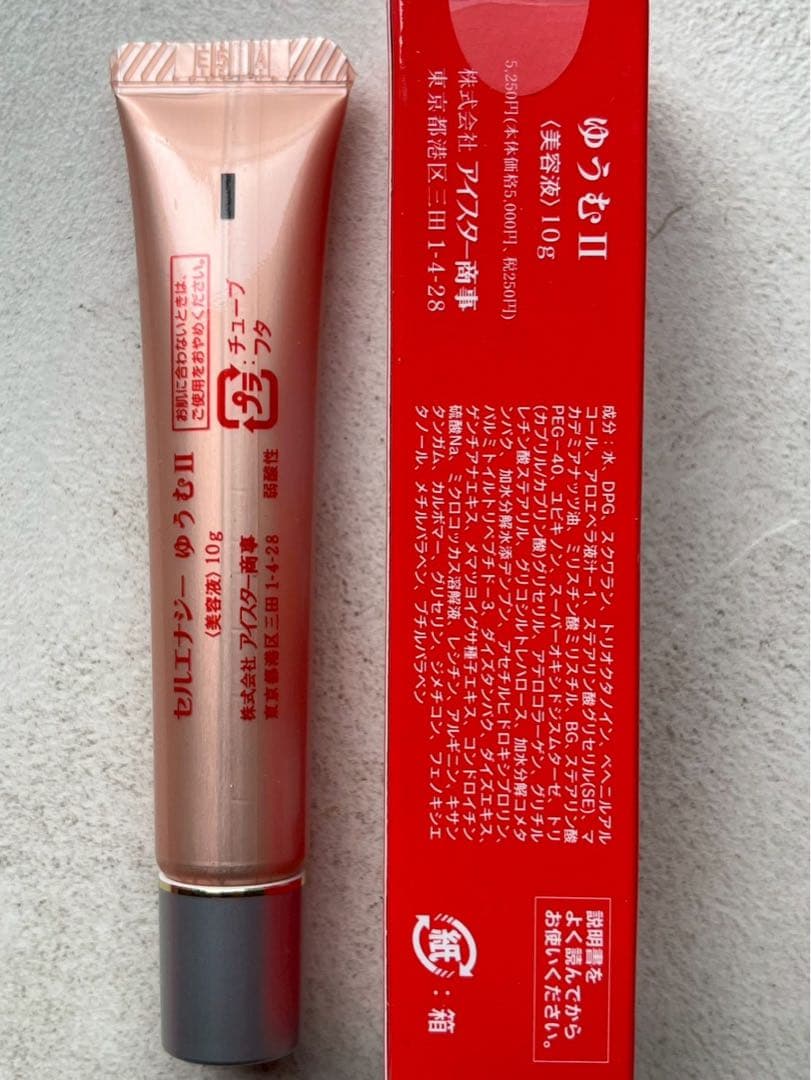 E5 A
お肌に合わないときは、
ご使用をおやめください。
プラ
:チューブ
フタ
セルエナジー ゆうむII
〈美容液〉10g
弱酸性
株式会社 アイスター商事
東京都港区三田1-4-28
ゆうむII
〈美容液〉10g
5,250円(本体価格5,000円、税250円)
株式会社 アイスター商事
東京都港区三田1-4-28
成分:水、DPG、スクワラン、トリオクタノイン、ベヘニルアル
コール、アロエベラ液汁-1、ステアリン酸グリセリル(SE)、マ
カデミアナッツ油、ミリスチン酸ミリスチル、BG、ステアリン酸
PEG-40、ユビキノン、スーパーオキシドジスムターゼ、トリ
(カプリル/カプリン酸)グリセリル、アテロコラーゲン、グリチル
レチン酸ステアリル、グリコシルトレハロース、加水分解コメタ
ンパク、加水分解水添デンプン、アセチルヒドロキシプロリン、
パルミトイルトリペプチド-3、ダイズタンパク、ダイズエキス、
ゲンチアナエキス、メマツヨイグサ種子エキス、コンドロイチン
硫酸Na、ミクロコッカス溶解液、レシチン、アルギニン、キサン
タンガム、カルボマー、グリセリン、ジメチコン、フェノキシエ
タノール、メチルパラベン、ブチルパラベン
説明書を
よく読んでから
お使いください。
紙:箱